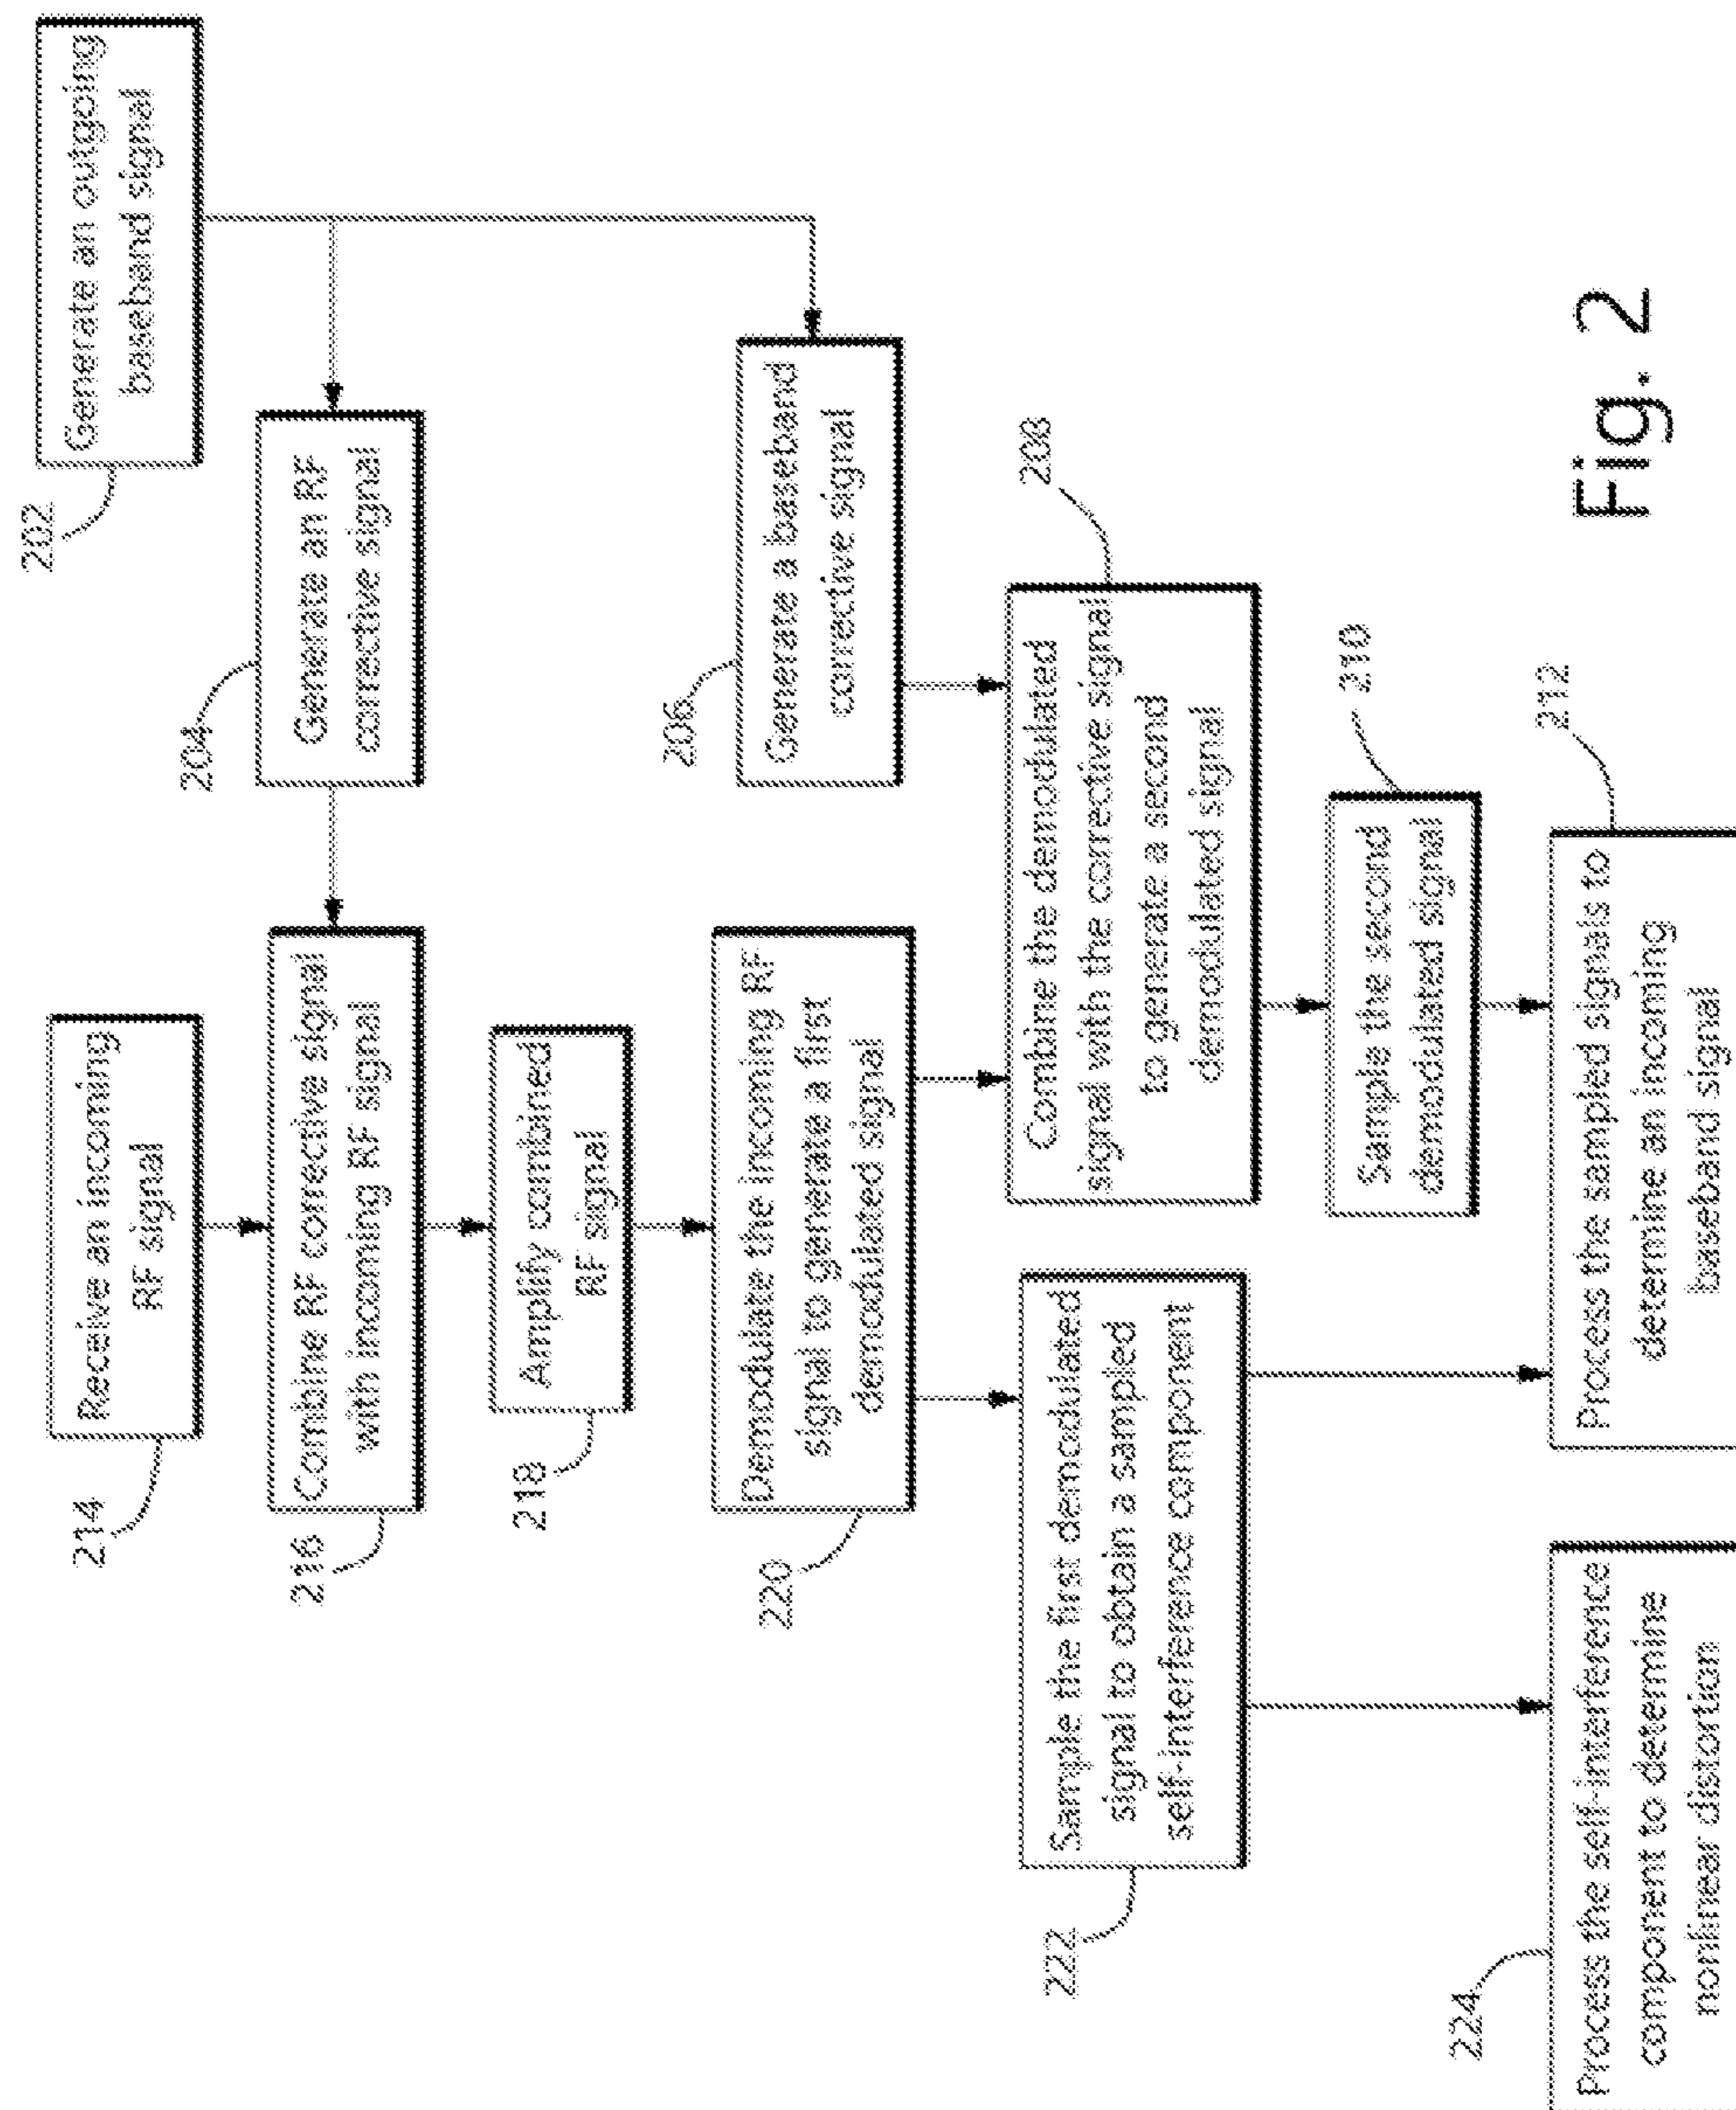 214
Receive an incoming
RF signal
202
Generate an outgoing
baseband signal
216
Combine RF corrective signal
with incoming RF signal
204
Generate an RF
corrective signal
218
Amplify combined
RF signal
220
Demodulate the incoming RF
signal to generate a first
demodulated signal
206
Generate a baseband
corrective signal
222
Sample the first demodulated
signal to obtain a sampled
self-interference component
208
Combine the demodulated
signal with the corrective signal
to generate a second
demodulated signal
210
Sample the second
demodulated signal
224
Process the self-interference
component to determine
nonlinear distortion
212
Process the sampled signals to
determine an incoming
baseband signal
Fig. 2